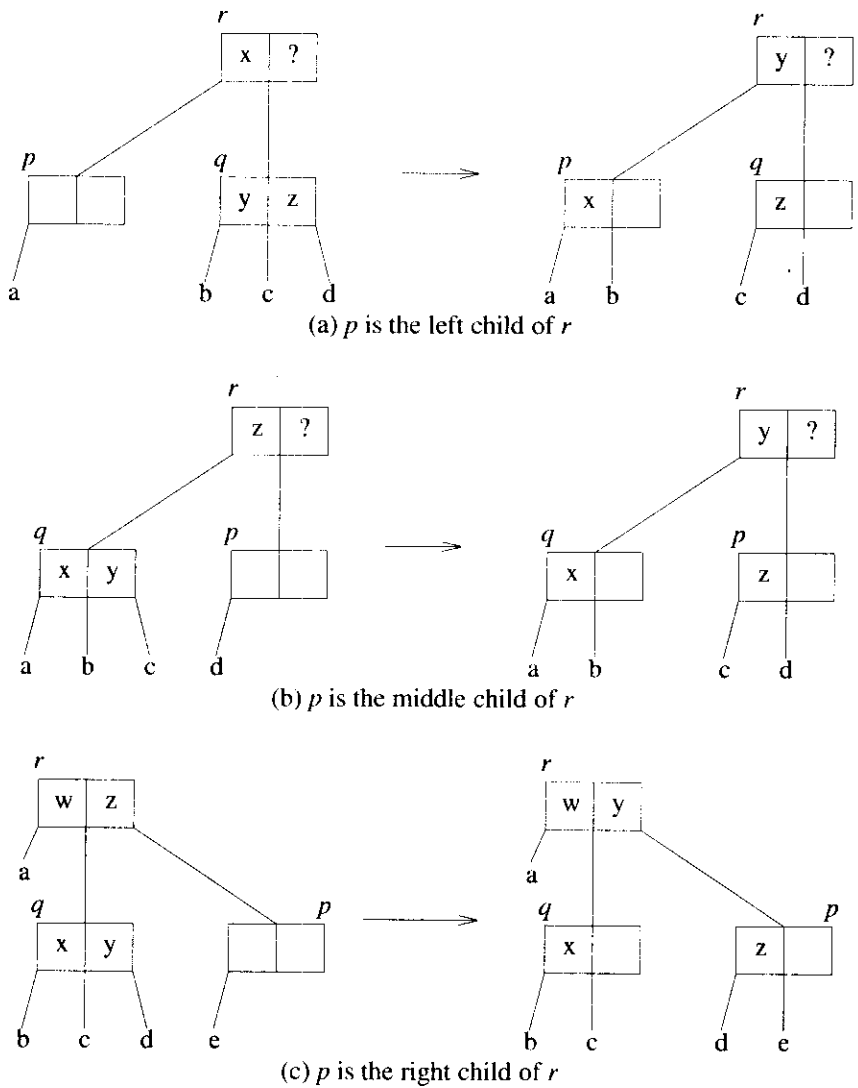 r r
x ? y ?
p q p q
y z x z
a b c d a b c d
(a) p is the left child of r
r r
z ? y ?
q p q p
x y x z
a b c d a b c d
(b) p is the middle child of r
r r
w z w y
a a
q p q p
x y x z
b c d e b c d e
(c) p is the right child of r